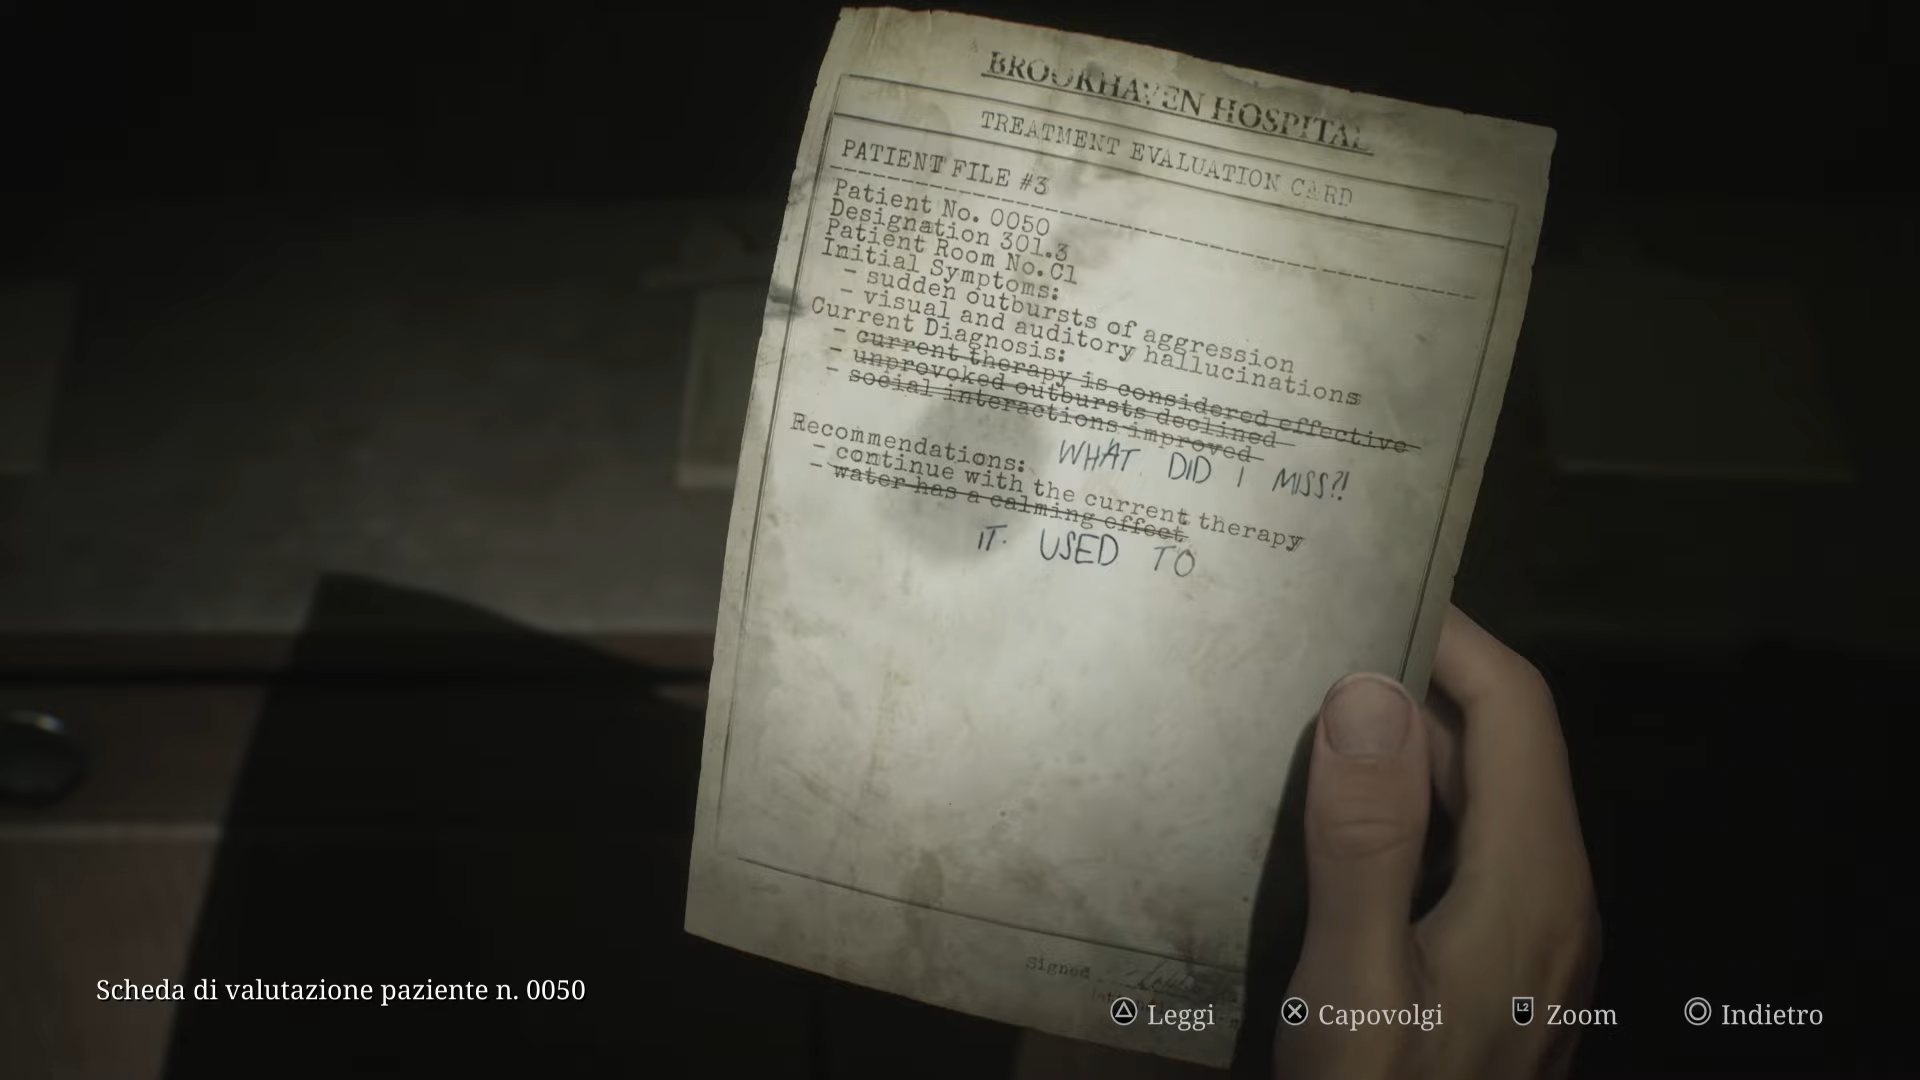 BROOKHAVEN HOSPITAL
TREATMENT EVALUATION CARD
PATIENT FILE #3
Patient No. 0050
Designation 301.3
Patient Room No.C1
Initial Symptoms:
- sudden outbursts of aggression
- visual and auditory hallucinations
Current Diagnosis:
- current therapy is considered effective
- unprovoked outbursts declined
- social interactions improved
WHAT DID I MISS?!
Recommendations:
- continue with the current therapy
- water has a calming effect
IT USED TO
Signed
Scheda di valutazione paziente n. 0050
Leggi
Capovolgi
L2 Zoom
Indietro